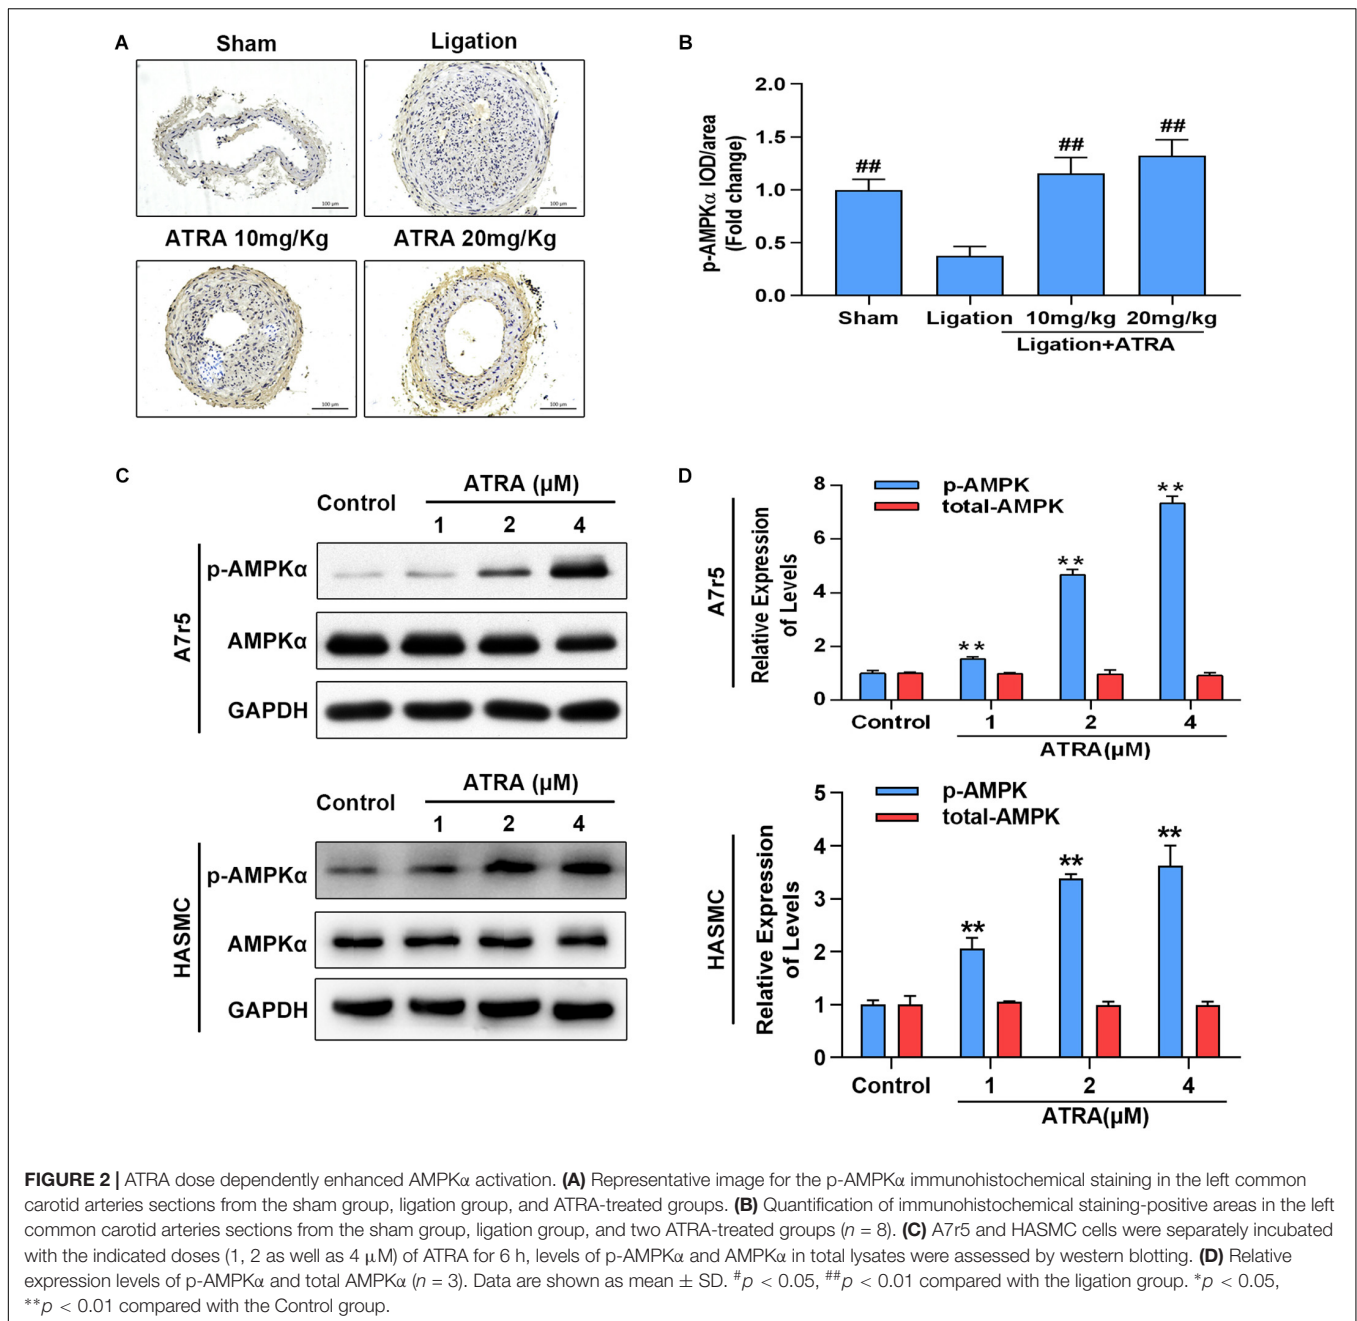 A
Sham
Ligation
100 μm
100 μm
ATRA 10mg/Kg
ATRA 20mg/Kg
100 μm
100 μm
B
p-AMPKα IOD/area
(Fold change)
2.0
1.5
1.0
0.5
0.0
##
##
##
Sham
Ligation
10mg/kg
20mg/kg
Ligation+ATRA
C
Control
ATRA (μM)
1
2
4
A7r5
p-AMPKα
AMPKα
GAPDH
Control
ATRA (μM)
1
2
4
HASMC
p-AMPKα
AMPKα
GAPDH
D
A7r5
Relative Expression
of Levels
8
6
4
2
0
p-AMPK
total-AMPK
**
**
**
Control
1
2
4
ATRA(μM)
HASMC
Relative Expression
of Levels
5
4
3
2
1
0
p-AMPK
total-AMPK
**
**
**
Control
1
2
4
ATRA(μM)
FIGURE 2 | ATRA dose dependently enhanced AMPKα activation. (A) Representative image for the p-AMPKα immunohistochemical staining in the left common
carotid arteries sections from the sham group, ligation group, and ATRA-treated groups. (B) Quantification of immunohistochemical staining-positive areas in the left
common carotid arteries sections from the sham group, ligation group, and two ATRA-treated groups (n = 8). (C) A7r5 and HASMC cells were separately incubated
with the indicated doses (1, 2 as well as 4 μM) of ATRA for 6 h, levels of p-AMPKα and AMPKα in total lysates were assessed by western blotting. (D) Relative
expression levels of p-AMPKα and total AMPKα (n = 3). Data are shown as mean ± SD. #p < 0.05, ##p < 0.01 compared with the ligation group. *p < 0.05,
**p < 0.01 compared with the Control group.